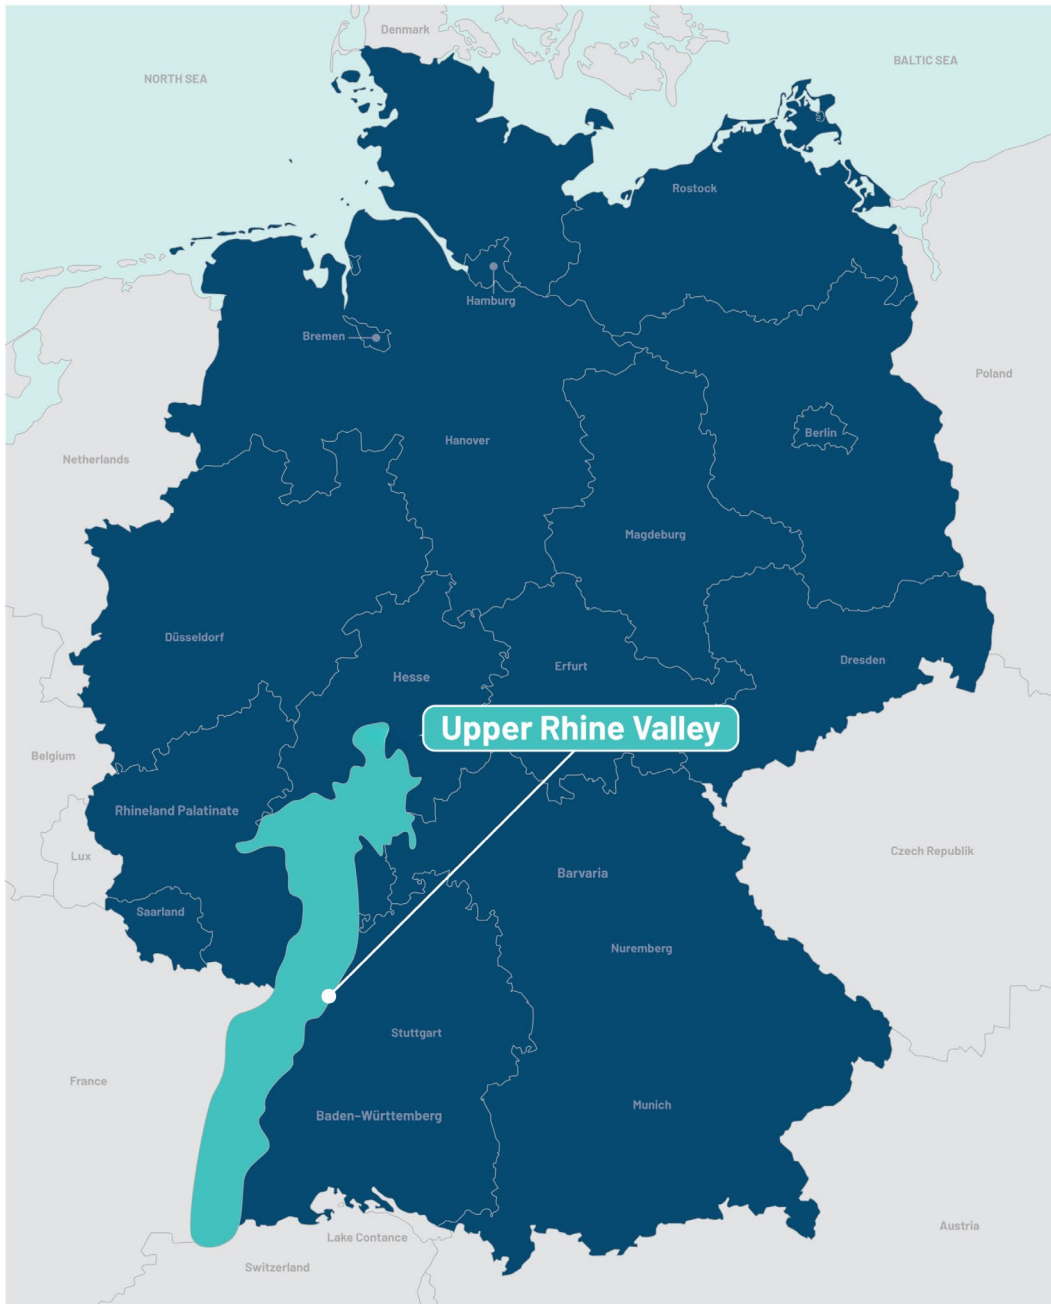 Denmark
BALTIC SEA
NORTH SEA
Rostock
Hamburg
Bremen
Poland
Berlin
Hanover
Netherlands
Magdeburg
Düsseldorf
Dresden
Erfurt
Hesse
Upper Rhine Valley
Belgium
Rhineland Palatinate
Czech Republik
Lux
Barvaria
Saarland
Nuremberg
Stuttgart
France
Munich
Baden-Württemberg
Austria
Lake Contance
Switzerland